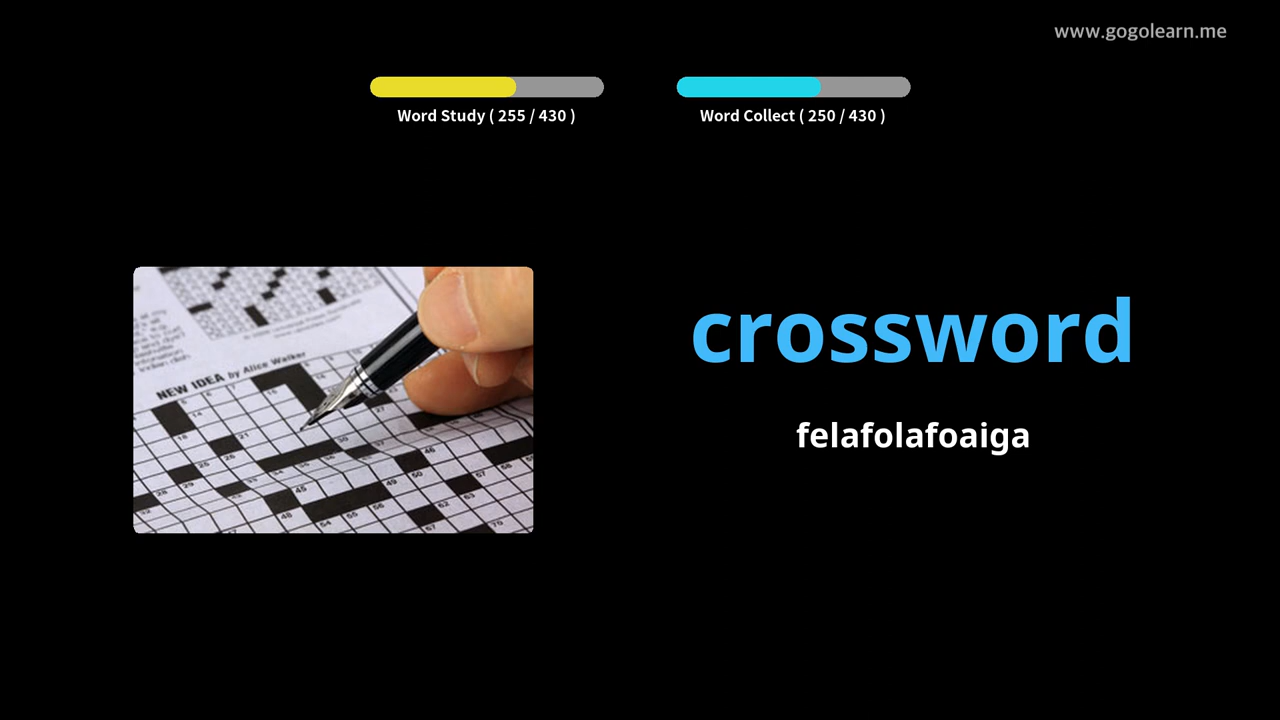 www.gogolearn.me
Word Study ( 255 / 430 )
Word Collect ( 250 / 430 )
NEW IDEA by Alice Walker
crossword
felafolafoaiga